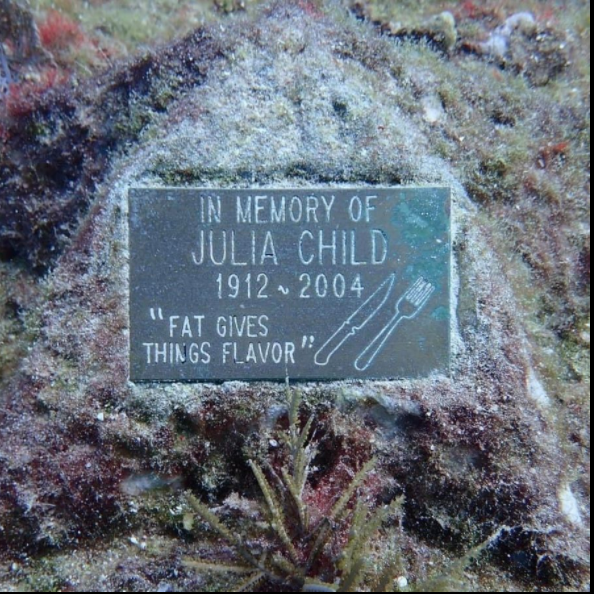 IN MEMORY OF
JULIA CHILD
1912 ~ 2004
"FAT GIVES
THINGS FLAVOR"